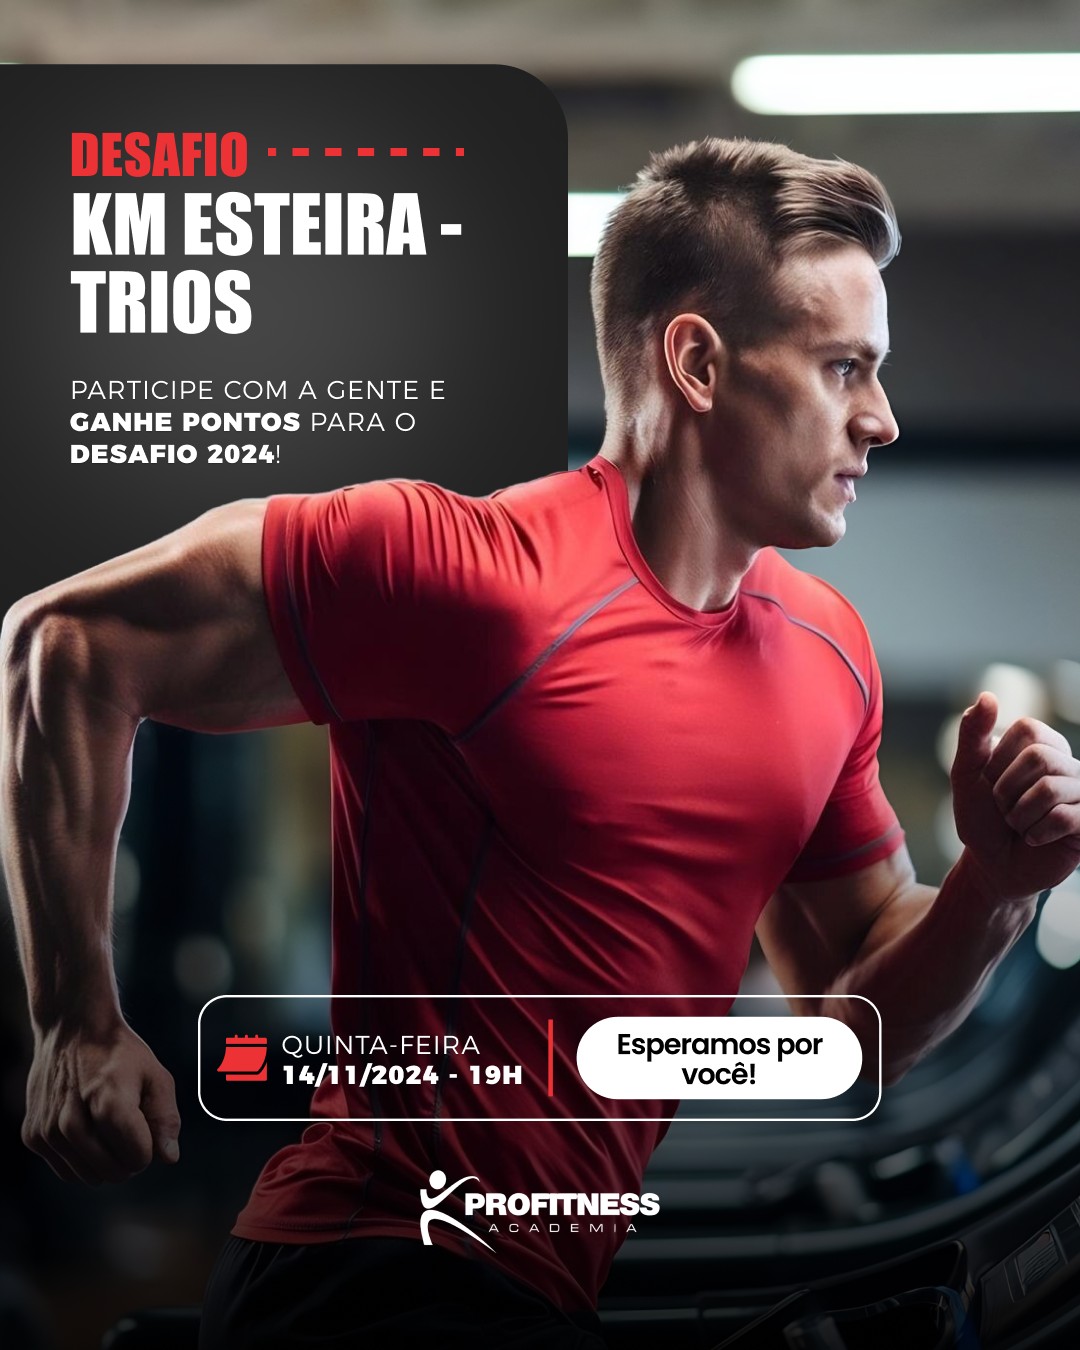 DESAFIO
KM ESTEIRA -
TRIOS
PARTICIPE COM A GENTE E
GANHE PONTOS PARA O
DESAFIO 2024!
QUINTA-FEIRA
14/11/2024 - 19H
Esperamos por
você!
PROFITNESS
ACADEMIA